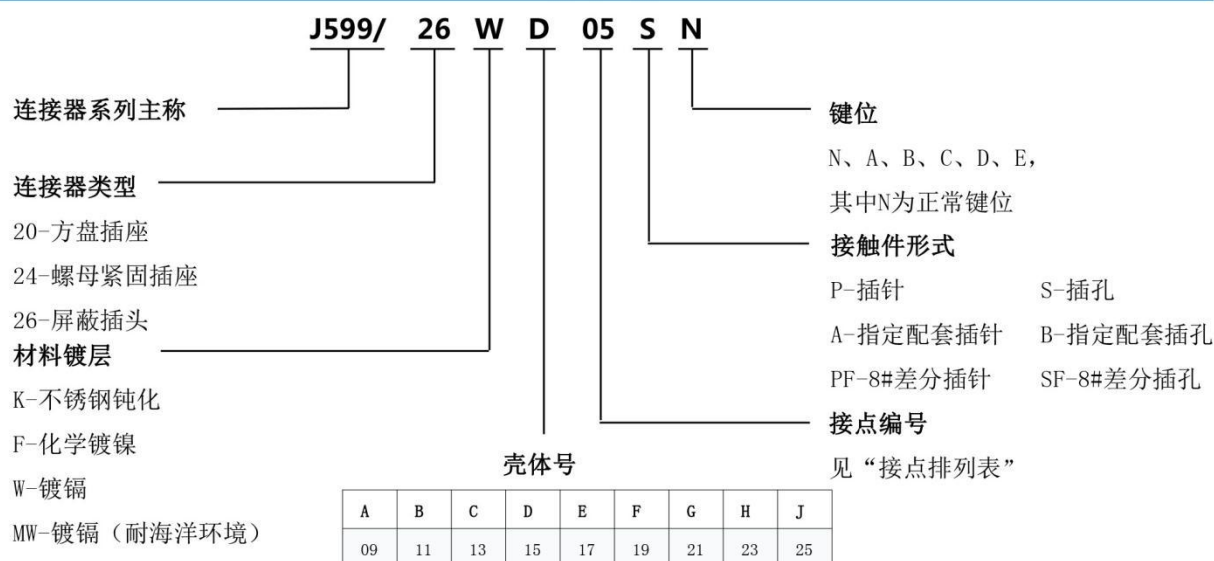 J599/ 26 W D 05 S N
连接器系列主称
连接器类型
20-方盘插座
24-螺母紧固插座
26-屏蔽插头
材料镀层
K-不锈钢钝化
F-化学镀镍
W-镀镉
MW-镀镉（耐海洋环境）
壳体号
A B C D E F G H J
09 11 13 15 17 19 21 23 25
键位
N、A、B、C、D、E，
其中N为正常键位
接触件形式
P-插针 S-插孔
A-指定配套插针 B-指定配套插孔
PF-8#差分插针 SF-8#差分插孔
接点编号
见“接点排列表”